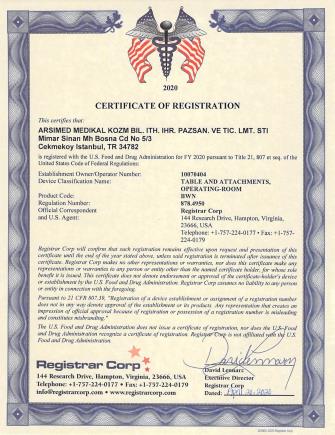 2020
CERTIFICATE OF REGISTRATION
This certifies that:
ARSIMED MEDIKAL KOZM BIL. ITH. IHR. PAZSAN. VE TIC. LMT. STI
Mimar Sinan Mh Bosna Cd No 5/3
Cekmekoy Istanbul, TR 34782
is registered with the U.S. Food and Drug Administration for FY 2020 pursuant to Title 21, 807 et seq. of the
United States Code of Federal Regulations:
Establishment Owner/Operator Number: 10070404
Device Classification Name: TABLE AND ATTACHMENTS,
OPERATING-ROOM
Product Code: BWN
Regulation Number: 878.4950
Official Correspondent Registrar Corp
and U.S. Agent: 144 Research Drive, Hampton, Virginia,
23666, USA
Telephone: +1-757-224-0177 • Fax: +1-757-
224-0179
Registrar Corp will confirm that such registration remains effective upon request and presentation of this
certificate until the end of the year stated above, unless said registration is terminated after issuance of this
certificate. Registrar Corp makes no other representations or warranties, nor does this certificate make any
representations or warranties to any person or entity other than the named certificate holder, for whose sole
benefit it is issued. This certificate does not denote endorsement or approval of the certificate-holder's device
or establishment by the U.S. Food and Drug Administration. Registrar Corp assumes no liability to any person
or entity in connection with the foregoing.
Pursuant to 21 CFR 807.39, "Registration of a device establishment or assignment of a registration number
does not in any way denote approval of the establishment or its products. Any representation that creates an
impression of official approval because of registration or possession of a registration number is misleading
and constitutes misbranding."
The U.S. Food and Drug Administration does not issue a certificate of registration, nor does the U.S. Food
and Drug Administration recognize a certificate of registration. Registrar Corp is not affiliated with the U.S.
Food and Drug Administration.
Registrar Corp
144 Research Drive, Hampton, Virginia, 23666, USA
Telephone: +1-757-224-0177 • Fax: +1-757-224-0179
info@registrarcorp.com • www.registrarcorp.com
David Lennarz
Executive Director
Registrar Corp
Dated: April 20, 2020